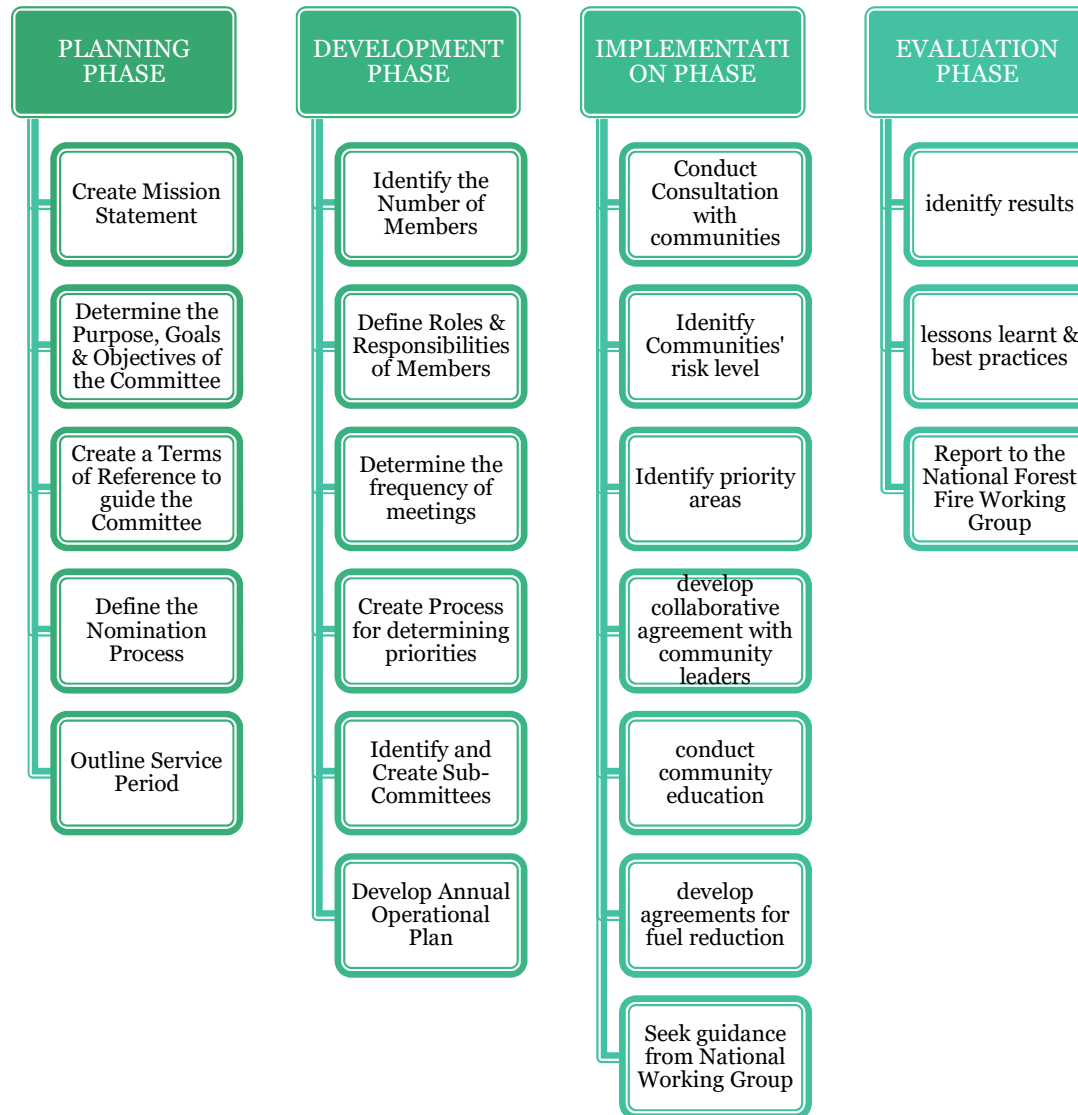 PLANNING
PHASE
Create Mission
Statement
Determine the
Purpose, Goals
& Objectives of
the Committee
Create a Terms
of Reference to
guide the
Committee
Define the
Nomination
Process
Outline Service
Period
DEVELOPMENT
PHASE
Identify the
Number of
Members
Define Roles &
Responsibilities
of Members
Determine the
frequency of
meetings
Create Process
for determining
priorities
Identify and
Create Sub-
Committees
Develop Annual
Operational
Plan
IMPLEMENTATI
ON PHASE
Conduct
Consultation
with
communities
Idenitfy
Communities'
risk level
Identify priority
areas
develop
collaborative
agreement with
community
leaders
conduct
community
education
develop
agreements for
fuel reduction
Seek guidance
from National
Working Group
EVALUATION
PHASE
idenitfy results
lessons learnt &
best practices
Report to the
National Forest
Fire Working
Group